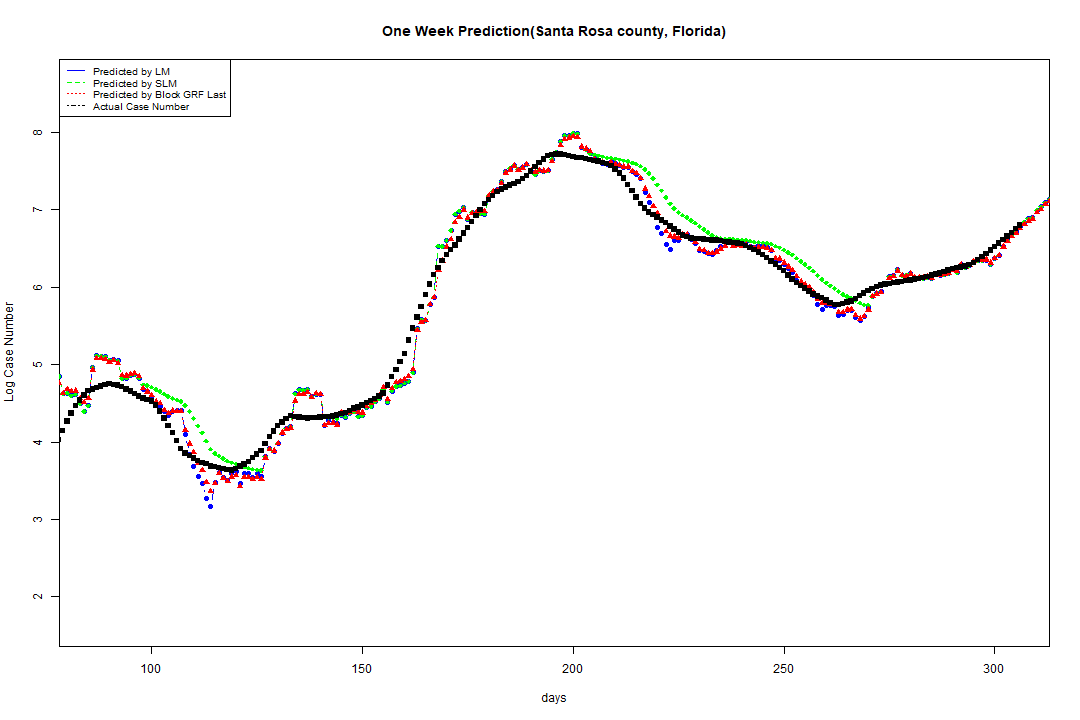 One Week Prediction(Santa Rosa county, Florida)
Predicted by LM
Predicted by SLM
Predicted by Block GRF Last
Actual Case Number
8
7
6
5
4
3
2
Log Case Number
100 150 200 250 300
days